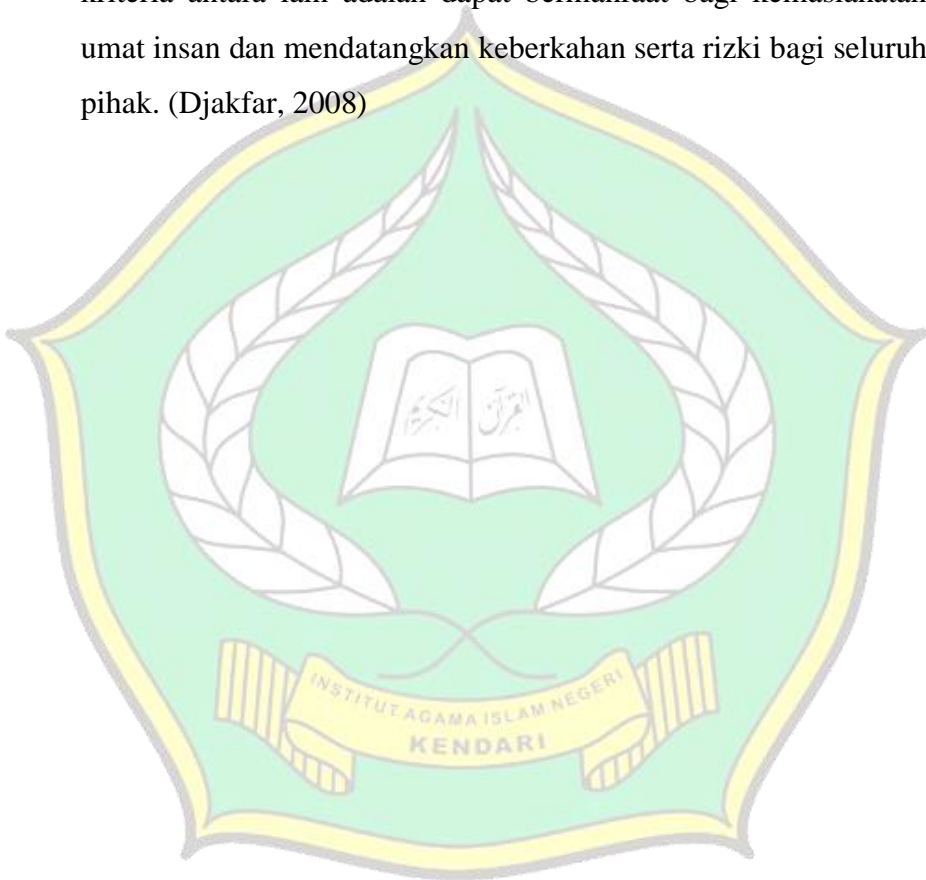 kriteria antara lain adalah dapat bermanfaat bagi kemaslahatan
umat insan dan mendatangkan keberkahan serta rizki bagi seluruh
pihak. (Djakfar, 2008)
القرآن الكريم
INSTITUT AGAMA ISLAM NEGERI
KENDARI